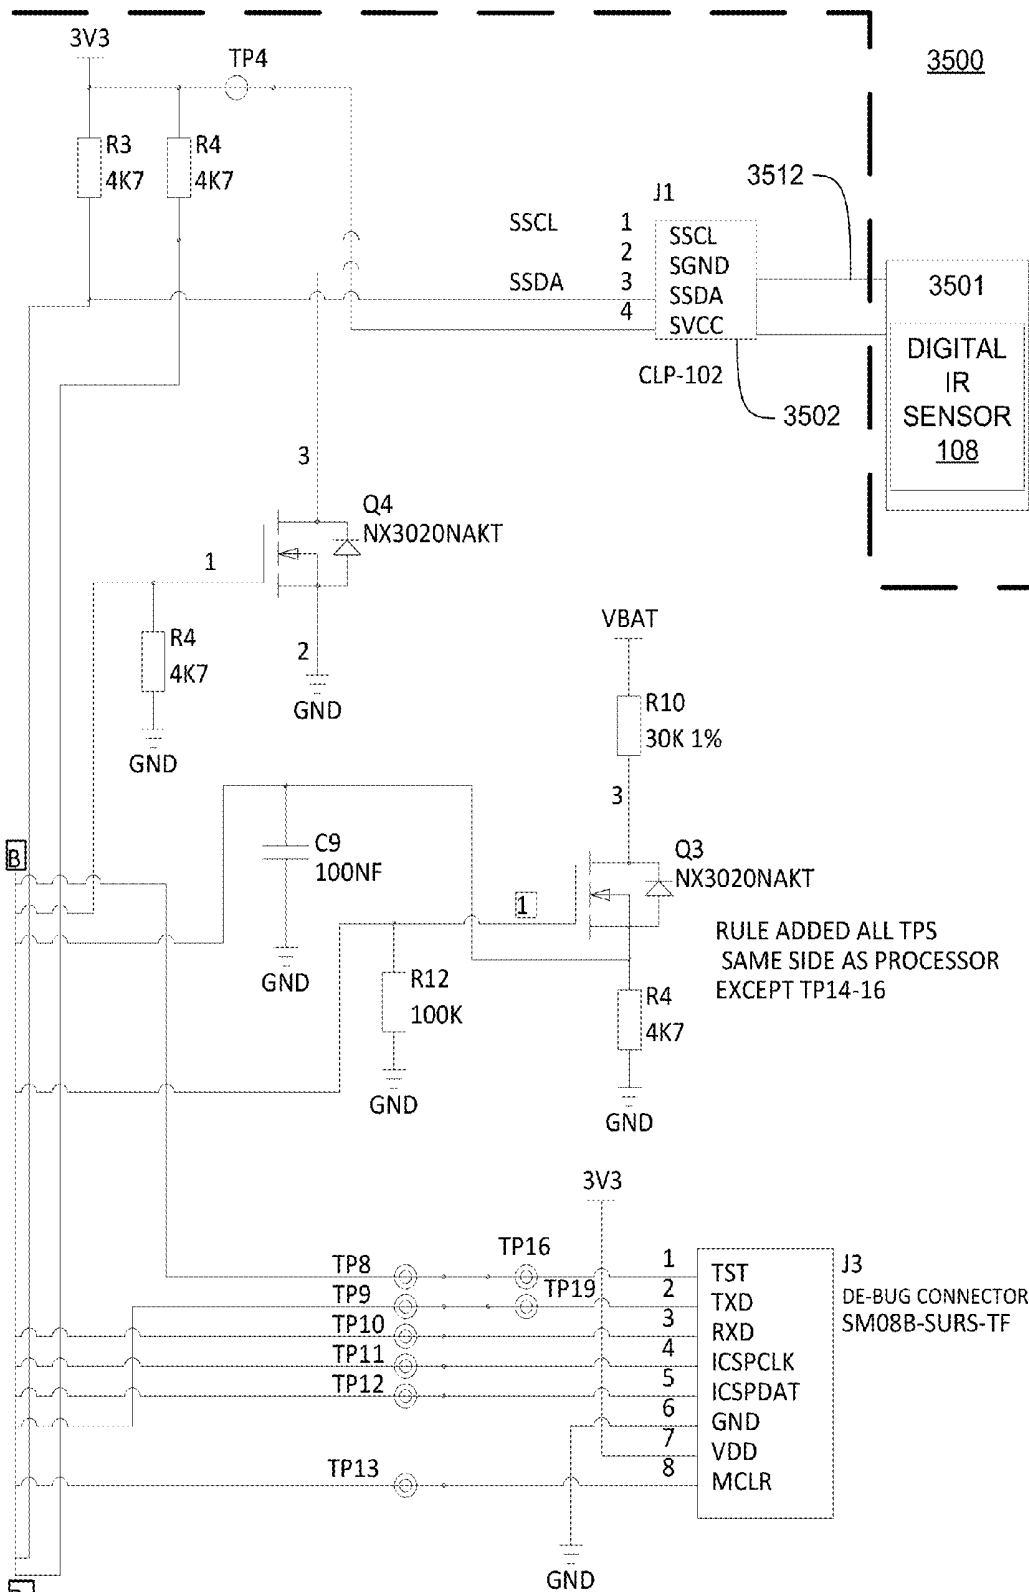 3V3
TP4
3500
R3
4K7
R4
4K7
3512
J1
SSCL
1
SSCL
2
SGND
SSDA
3
SSDA
4
SVCC
3501
DIGITAL
IR
SENSOR
108
CLP-102
3502
3
Q4
NX3020NAKT
1
R4
4K7
2
GND
GND
VBAT
R10
30K 1%
3
C9
100NF
B
Q3
NX3020NAKT
1
RULE ADDED ALL TPS
SAME SIDE AS PROCESSOR
EXCEPT TP14-16
GND
R12
100K
R4
4K7
GND
GND
3V3
TP8
TP16
1
TST
J3
TP9
TP19
2
TXD
DE-BUG CONNECTOR
TP10
3
RXD
SM08B-SURS-TF
TP11
4
ICSPCLK
TP12
5
ICSPDAT
6
GND
7
VDD
TP13
8
MCLR
GND